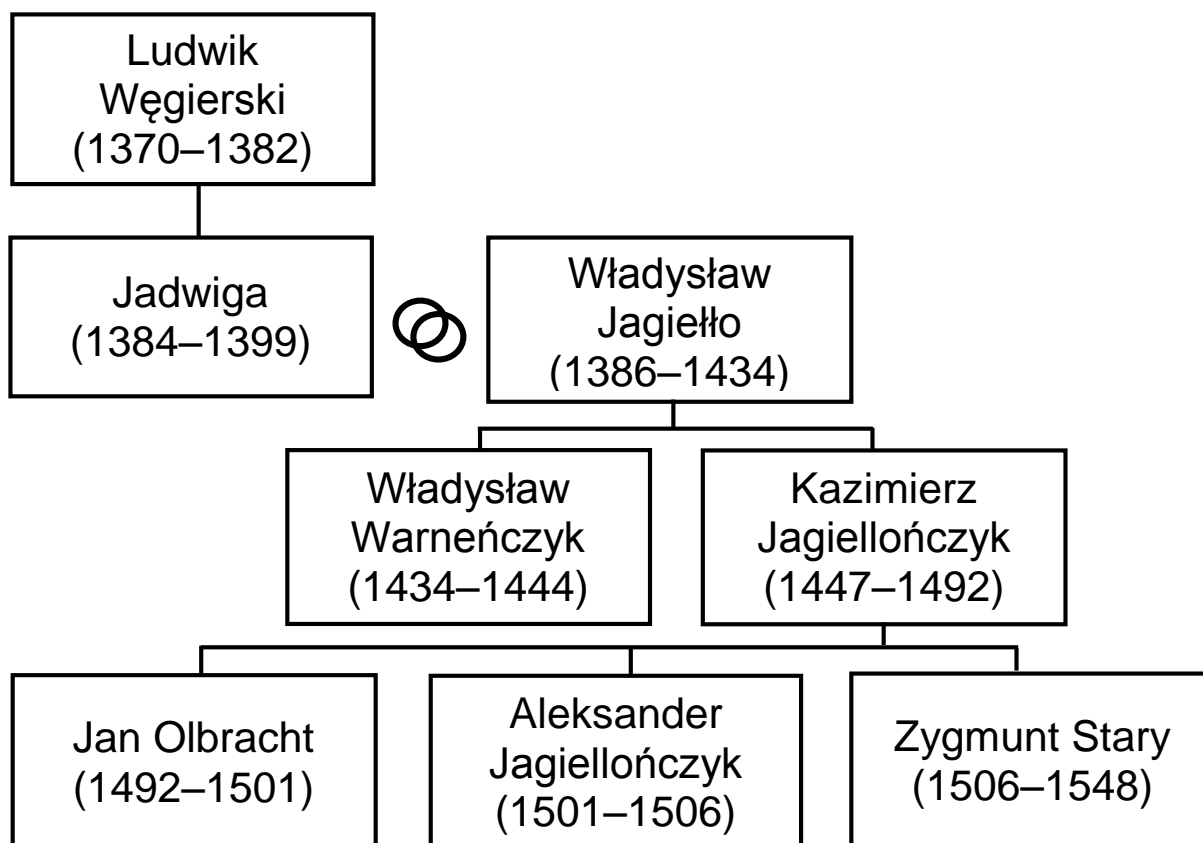 Ludwik
Węgierski
(1370–1382)
Jadwiga
(1384–1399)
Władysław
Jagiełło
(1386–1434)
Władysław
Warneńczyk
(1434–1444)
Kazimierz
Jagiellończyk
(1447–1492)
Jan Olbracht
(1492–1501)
Aleksander
Jagiellończyk
(1501–1506)
Zygmunt Stary
(1506–1548)